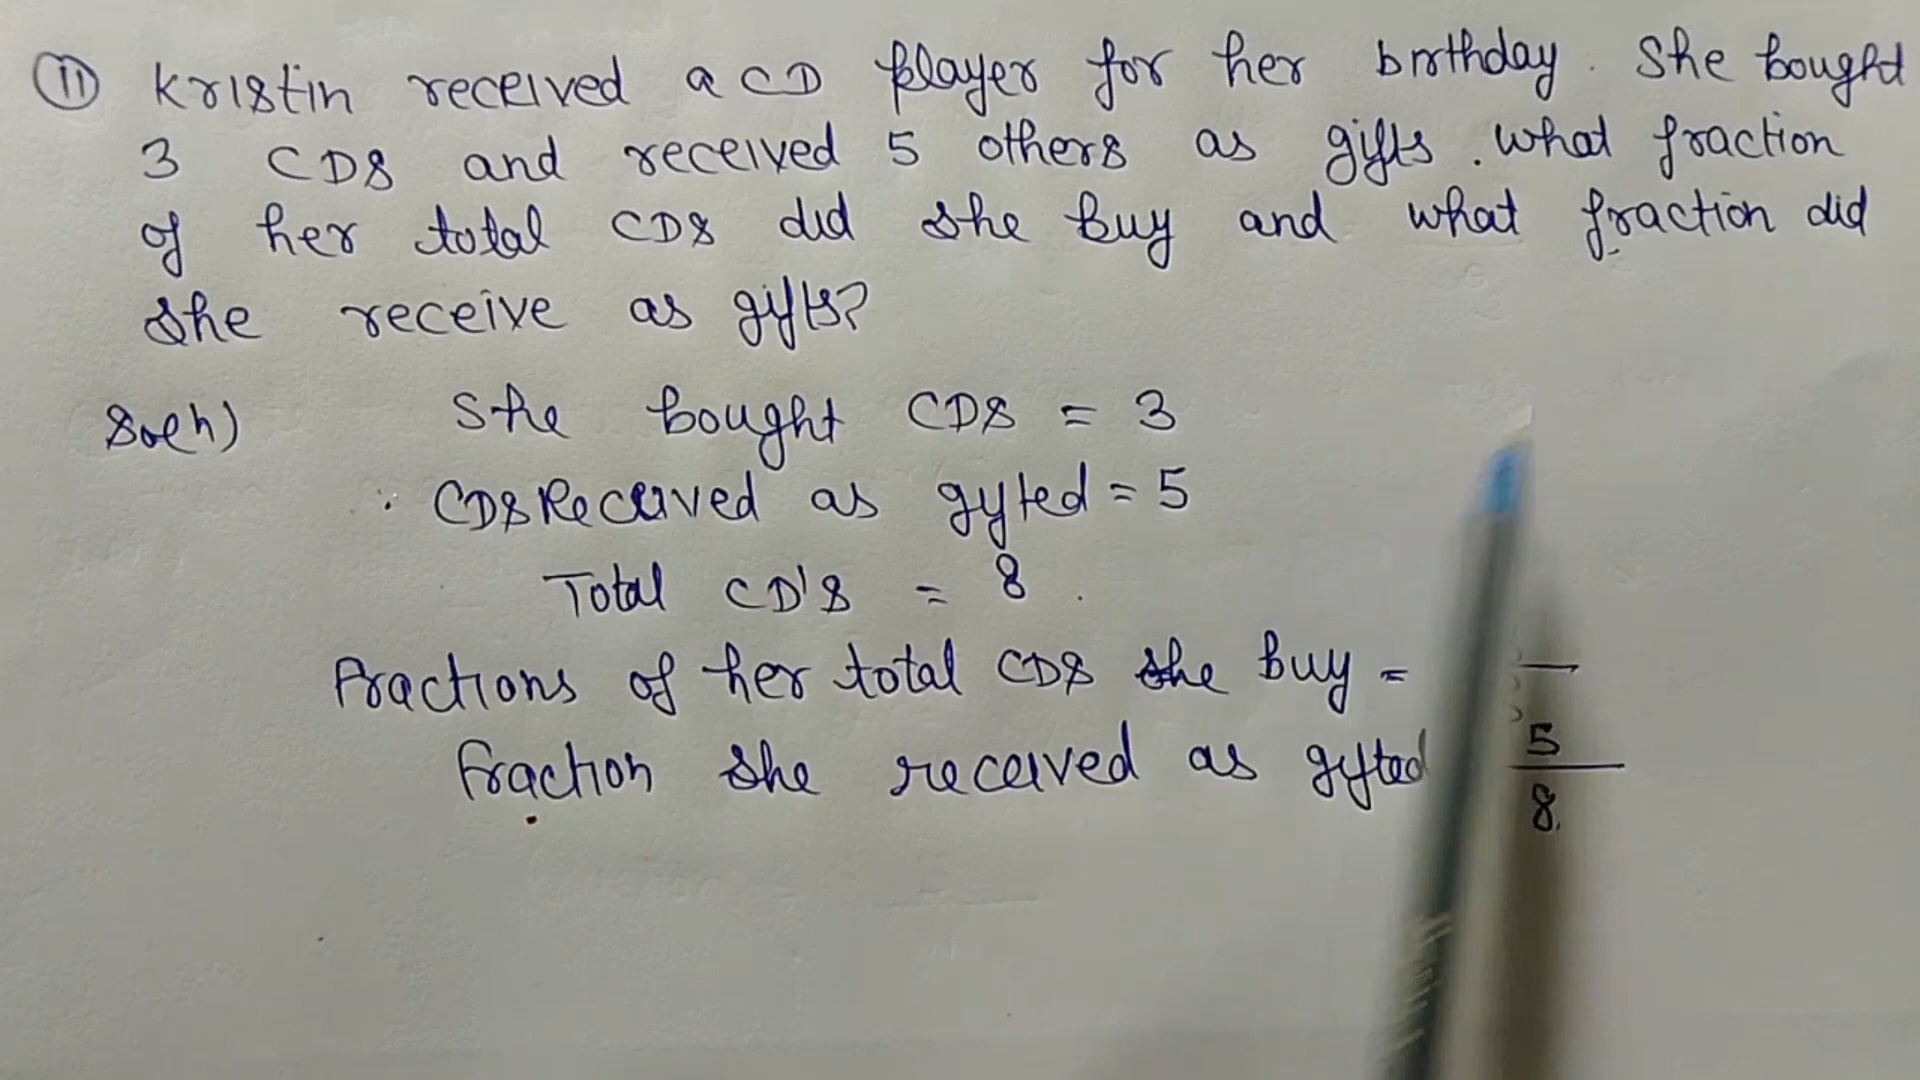 (11) Kristin received a CD player for her birthday. She bought
3 CDs and received 5 others as gifts. what fraction
of her total CDs did she buy and what fraction did
she receive as gifts?
Soln) She bought CDs = 3
CDs Received as gyted = 5
Total CD's = 8.
Fractions of her total CDs she buy =
fraction she received as gyted 5/8.